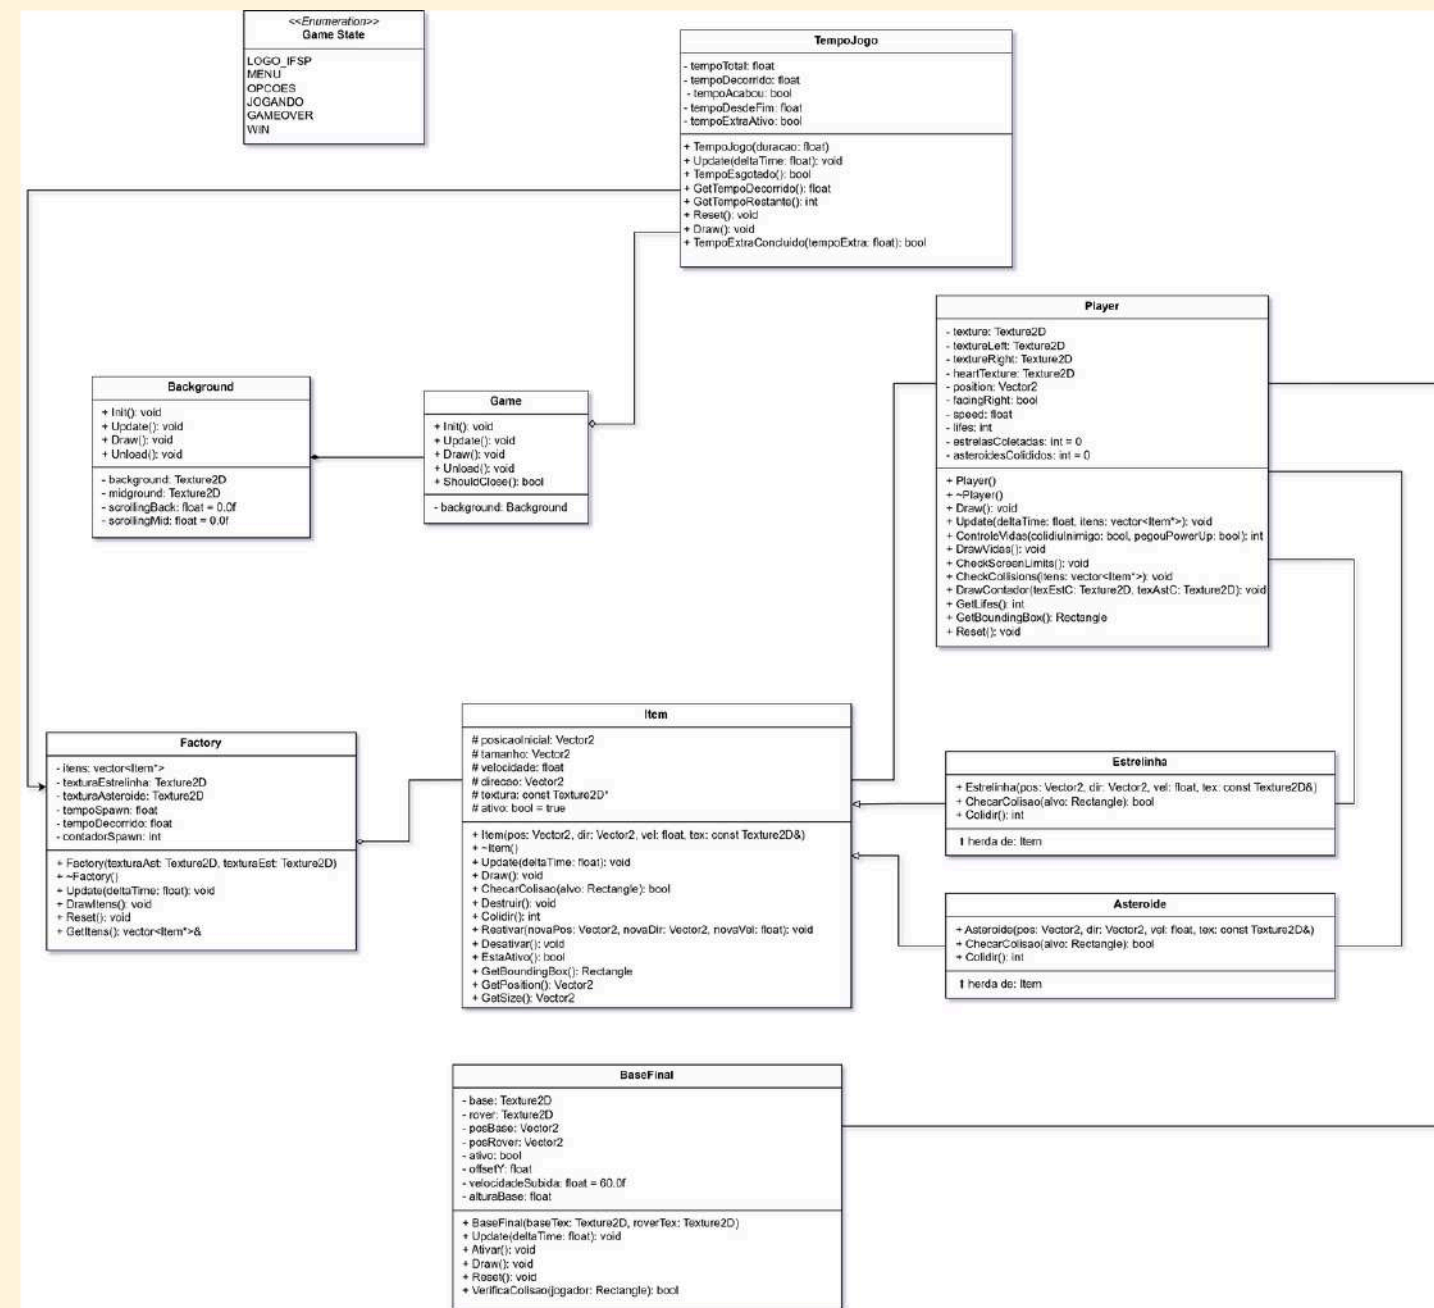 <<Enumeration>>
Game State
LOGO_IFSP
MENU
OPCOES
JOGANDO
GAMEOVER
WIN
TempoJogo
- tempoTotal: float
- tempoDecorrido: float
- tempoAcabou: bool
- tempoDesdeFim: float
- tempoExtraAtivo: bool
+ TempoJogo(duracao: float)
+ Update(deltaTime: float): void
+ TempoEsgotado(): bool
+ GetTempoDecorrido(): float
+ GetTempoRestante(): int
+ Reset(): void
+ Draw(): void
+ TempoExtraConcluido(tempoExtra: float): bool
Player
- texture: Texture2D
- textureLeft: Texture2D
- textureRight: Texture2D
- heartTexture: Texture2D
- position: Vector2
- facingRight: bool
- speed: float
- lifes: int
- estrelasColetadas: int = 0
- asteroidesColididos: int = 0
+ Player()
+ ~Player()
+ Draw(): void
+ Update(deltaTime: float, itens: vector<Item*>): void
+ ControleVidas(colidiuInimigo: bool, pegouPowerUp: bool): int
+ DrawVidas(): void
+ CheckScreenLimits(): void
+ CheckCollisions(itens: vector<Item*>): void
+ DrawContador(texEstC: Texture2D, texAstC: Texture2D): void
+ GetLifes(): int
+ GetBoundingBox(): Rectangle
+ Reset(): void
Background
+ Init(): void
+ Update(): void
+ Draw(): void
+ Unload(): void
- background: Texture2D
- midground: Texture2D
- scrollingBack: float = 0.0f
- scrollingMid: float = 0.0f
Game
+ Init(): void
+ Update(): void
+ Draw(): void
+ Unload(): void
+ ShouldClose(): bool
- background: Background
Factory
- itens: vector<Item*>
- texturaEstrelinha: Texture2D
- texturaAsteroide: Texture2D
- tempoSpawn: float
- tempoDecorrido: float
- contadorSpawn: int
+ Factory(texturaAst: Texture2D, texturaEst: Texture2D)
+ ~Factory()
+ Update(deltaTime: float): void
+ DrawItens(): void
+ Reset(): void
+ GetItens(): vector<Item*>&
Item
# posicaoInicial: Vector2
# tamanho: Vector2
# velocidade: float
# direcao: Vector2
# textura: const Texture2D*
# ativo: bool = true
+ Item(pos: Vector2, dir: Vector2, vel: float, tex: const Texture2D&)
+ ~Item()
+ Update(deltaTime: float): void
+ Draw(): void
+ ChecarColisao(alvo: Rectangle): bool
+ Destruir(): void
+ Colidir(): int
+ Reativar(novaPos: Vector2, novaDir: Vector2, novaVel: float): void
+ Desativar(): void
+ EstaAtivo(): bool
+ GetBoundingBox(): Rectangle
+ GetPosition(): Vector2
+ GetSize(): Vector2
Estrelinha
+ Estrelinha(pos: Vector2, dir: Vector2, vel: float, tex: const Texture2D&)
+ ChecarColisao(alvo: Rectangle): bool
+ Colidir(): int
⬆ herda de: Item
Asteroide
+ Asteroide(pos: Vector2, dir: Vector2, vel: float, tex: const Texture2D&)
+ ChecarColisao(alvo: Rectangle): bool
+ Colidir(): int
⬆ herda de: Item
BaseFinal
- base: Texture2D
- rover: Texture2D
- posBase: Vector2
- posRover: Vector2
- ativo: bool
- offsetY: float
- velocidadeSubida: float = 60.0f
- alturaBase: float
+ BaseFinal(baseTex: Texture2D, roverTex: Texture2D)
+ Update(deltaTime: float): void
+ Ativar(): void
+ Draw(): void
+ Reset(): void
+ VerificaColisao(jogador: Rectangle): bool